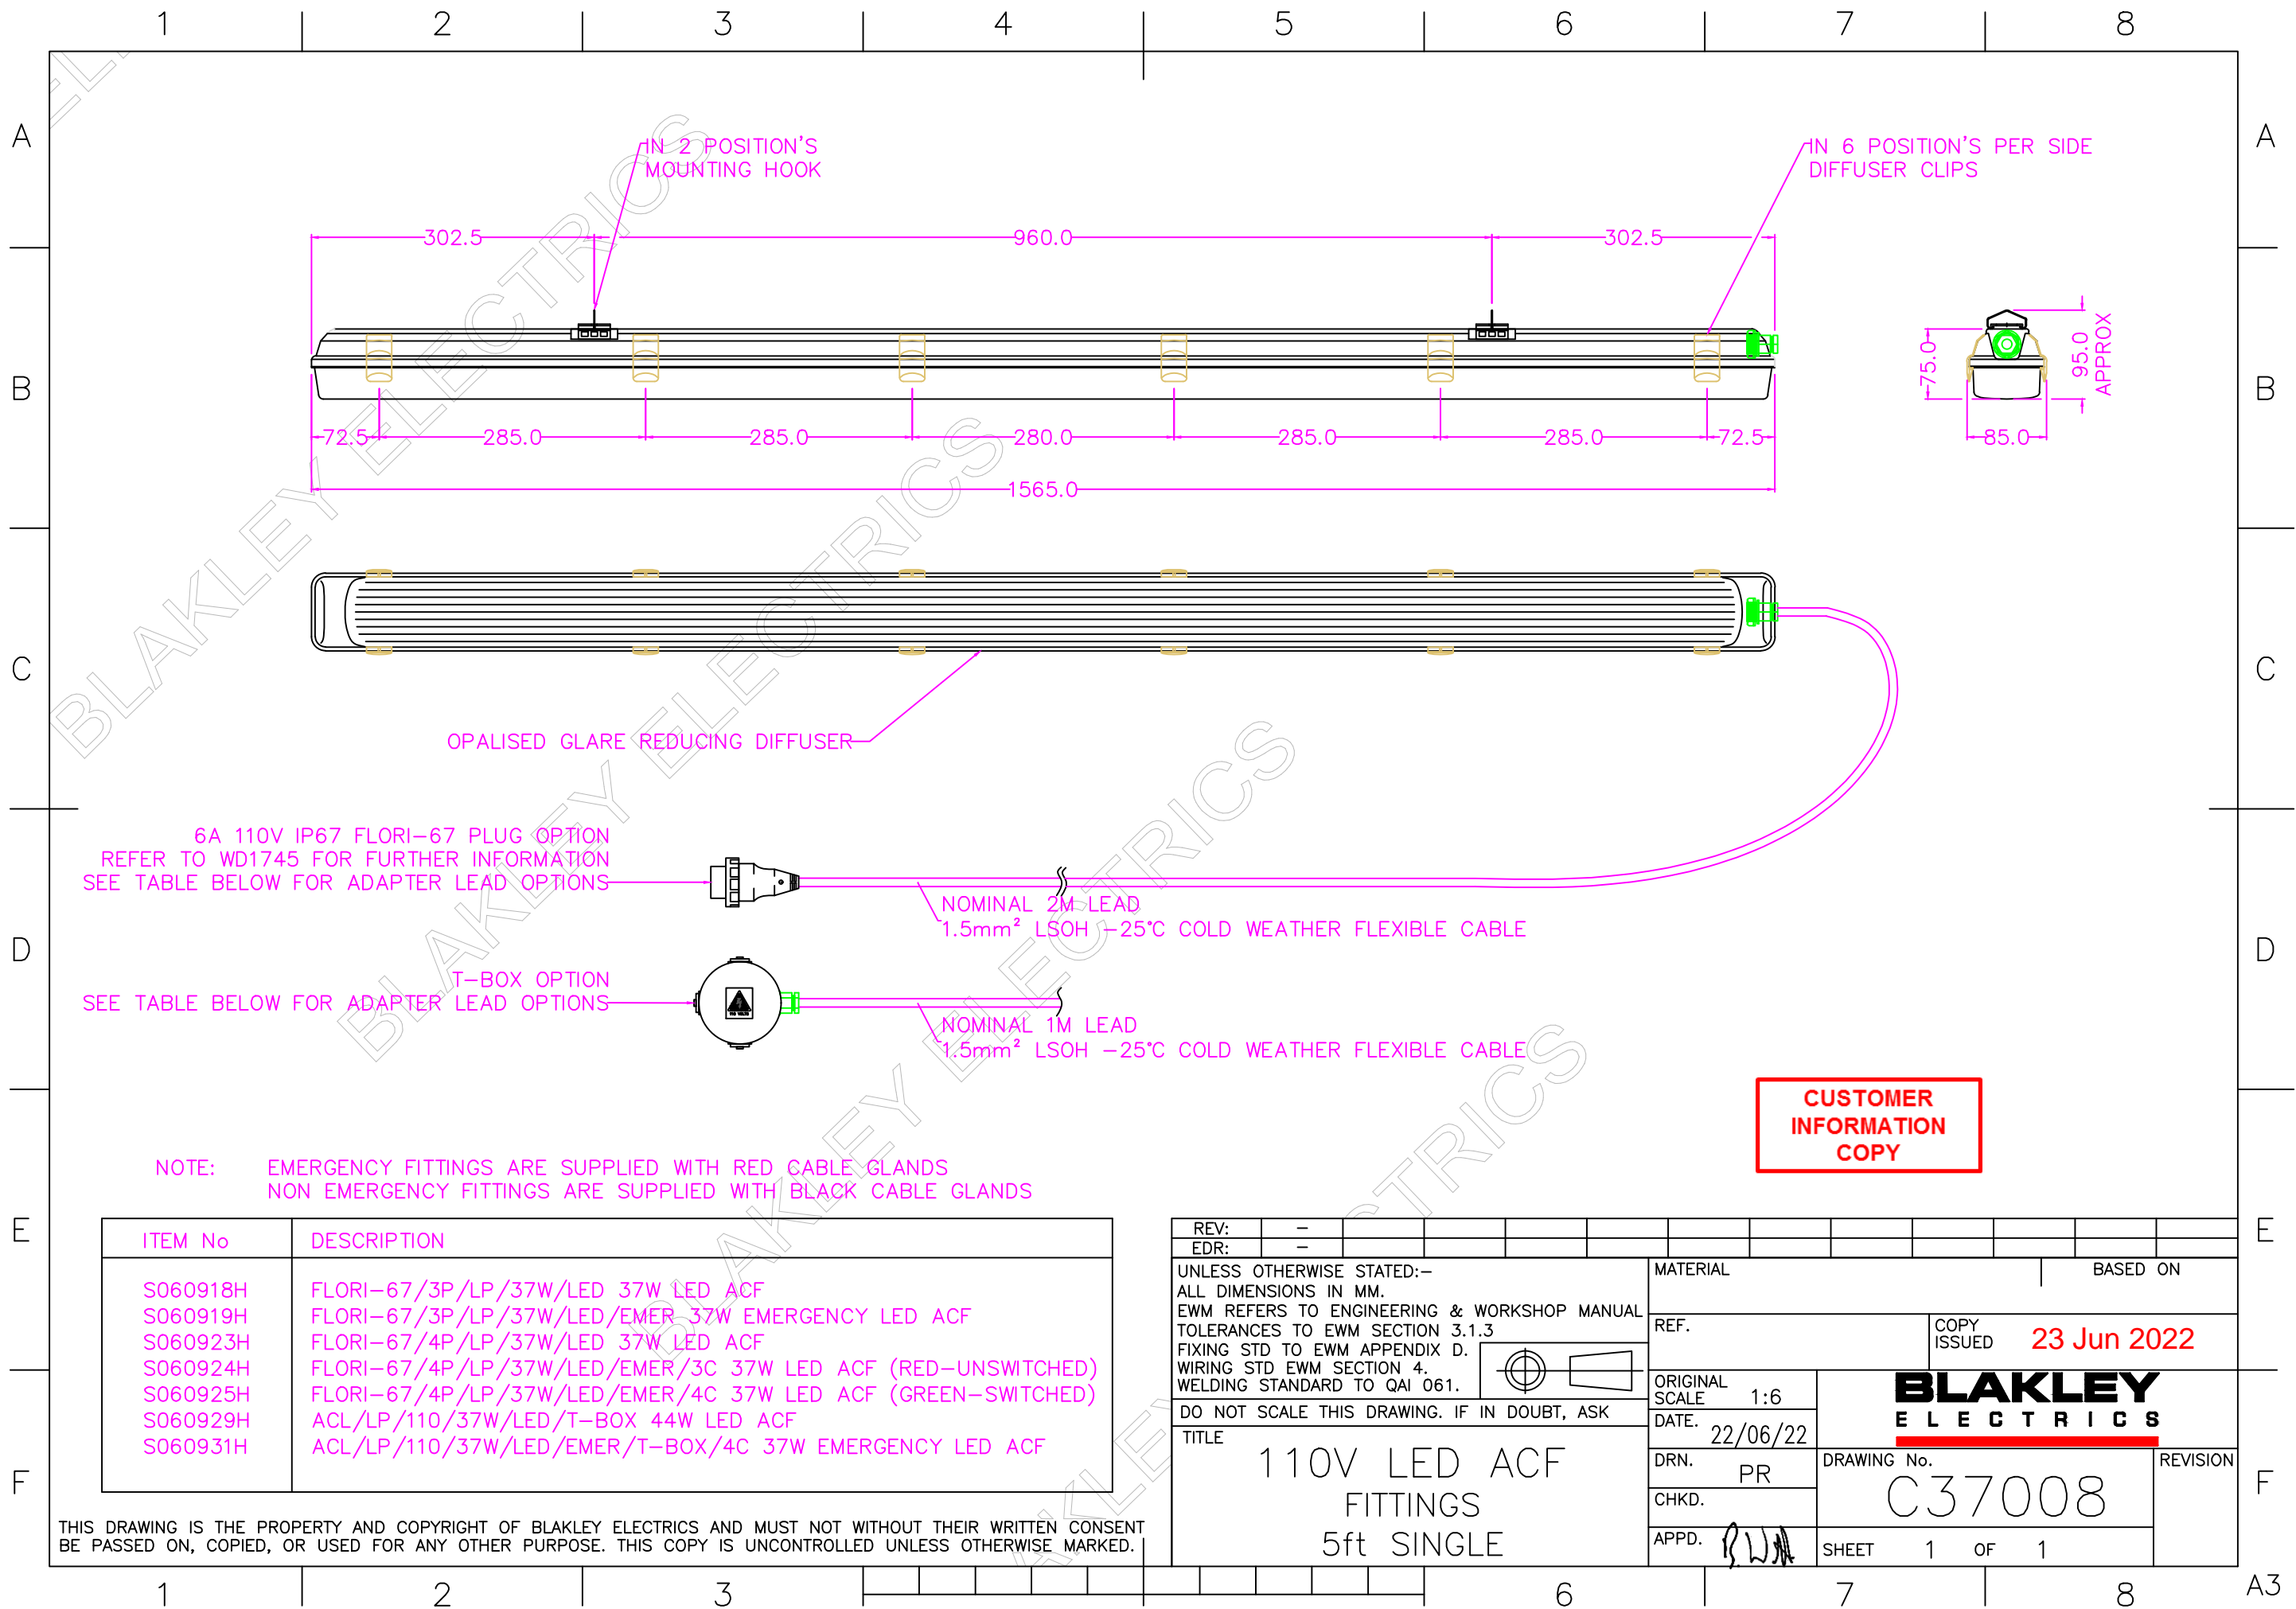 1 2 3 4 5 6 7 8
A A
IN 2 POSITION'S
MOUNTING HOOK
IN 6 POSITION'S PER SIDE
DIFFUSER CLIPS
302.5 960.0 302.5
B B
75.0
95.0
APPROX
85.0
72.5 285.0 285.0 280.0 285.0 285.0 72.5
1565.0
C C
OPALISED GLARE REDUCING DIFFUSER
6A 110V IP67 FLORI-67 PLUG OPTION
REFER TO WD1745 FOR FURTHER INFORMATION
SEE TABLE BELOW FOR ADAPTER LEAD OPTIONS
NOMINAL 2M LEAD
1.5mm² LSOH -25°C COLD WEATHER FLEXIBLE CABLE
D D
T-BOX OPTION
SEE TABLE BELOW FOR ADAPTER LEAD OPTIONS
NOMINAL 1M LEAD
1.5mm² LSOH -25°C COLD WEATHER FLEXIBLE CABLE
BLAKLEY ELECTRICS
BLAKLEY ELECTRICS
BLAKLEY ELECTRICS
BLAKLEY ELECTRICS
CUSTOMER
INFORMATION
COPY
NOTE: EMERGENCY FITTINGS ARE SUPPLIED WITH RED CABLE GLANDS
NON EMERGENCY FITTINGS ARE SUPPLIED WITH BLACK CABLE GLANDS
E E
ITEM No DESCRIPTION
S060918H FLORI-67/3P/LP/37W/LED 37W LED ACF
S060919H FLORI-67/3P/LP/37W/LED/EMER 37W EMERGENCY LED ACF
S060923H FLORI-67/4P/LP/37W/LED 37W LED ACF
S060924H FLORI-67/4P/LP/37W/LED/EMER/3C 37W LED ACF (RED-UNSWITCHED)
S060925H FLORI-67/4P/LP/37W/LED/EMER/4C 37W LED ACF (GREEN-SWITCHED)
S060929H ACL/LP/110/37W/LED/T-BOX 44W LED ACF
S060931H ACL/LP/110/37W/LED/EMER/T-BOX/4C 37W EMERGENCY LED ACF
THIS DRAWING IS THE PROPERTY AND COPYRIGHT OF BLAKLEY ELECTRICS AND MUST NOT WITHOUT THEIR WRITTEN CONSENT
BE PASSED ON, COPIED, OR USED FOR ANY OTHER PURPOSE. THIS COPY IS UNCONTROLLED UNLESS OTHERWISE MARKED.
REV: -
EDR: -
UNLESS OTHERWISE STATED:-
ALL DIMENSIONS IN MM.
EWM REFERS TO ENGINEERING & WORKSHOP MANUAL
TOLERANCES TO EWM SECTION 3.1.3
FIXING STD TO EWM APPENDIX D.
WIRING STD EWM SECTION 4.
WELDING STANDARD TO QAI 061.
DO NOT SCALE THIS DRAWING. IF IN DOUBT, ASK
TITLE
110V LED ACF
FITTINGS
5ft SINGLE
MATERIAL BASED ON
REF. COPY
ISSUED 23 Jun 2022
ORIGINAL
SCALE 1:6
DATE. 22/06/22
DRN. PR
CHKD.
APPD.
BLAKLEY
ELECTRICS
DRAWING No. REVISION
C37008
SHEET 1 OF 1
F F
1 2 3 6 7 8 A3